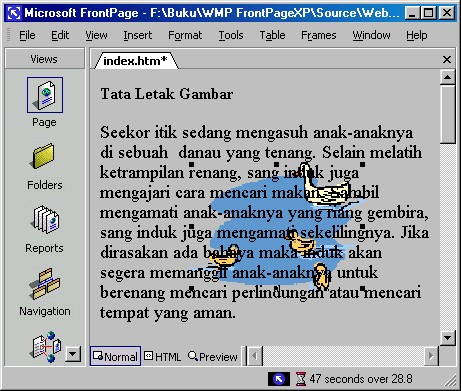 Microsoft FrontPage - F:\Buku\WMP FrontPageXP\Source\Web...
File Edit View Insert Format Tools Table Frames Window Help
Views
index.htm*
Page
Folders
Reports
Navigation
Tata Letak Gambar
Seekor itik sedang mengasuh anak-anaknya
di sebuah danau yang tenang. Selain melatih
ketrampilan renang, sang induk juga
mengajari cara mencari makan. Sambil
mengamati anak-anaknya yang riang gembira,
sang induk juga mengamati sekelilingnya. Jika
dirasakan ada bahaya maka induk akan
segera memanggil anak-anaknya untuk
berenang mencari perlindungan atau mencari
tempat yang aman.
Normal HTML Preview
47 seconds over 28.8